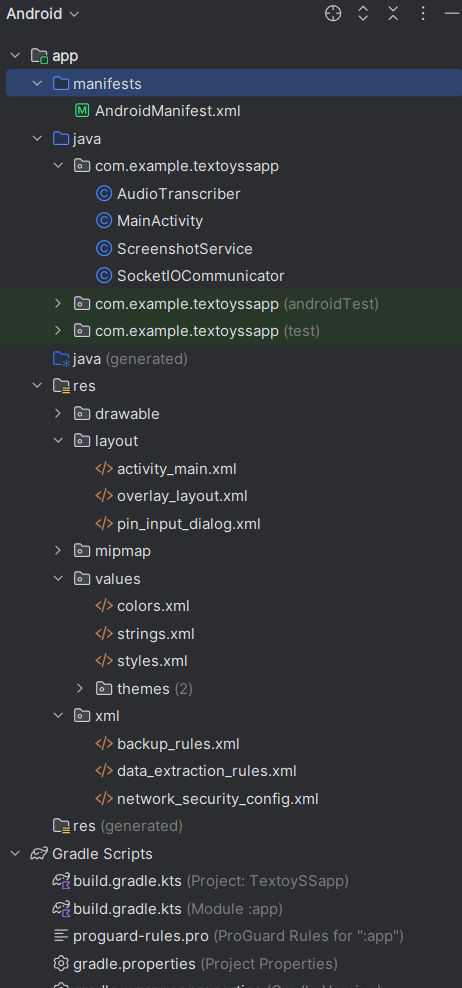 Android
app
manifests
AndroidManifest.xml
java
com.example.textoyssapp
AudioTranscriber
MainActivity
ScreenshotService
SocketIOCommunicator
com.example.textoyssapp (androidTest)
com.example.textoyssapp (test)
java (generated)
res
drawable
layout
activity_main.xml
overlay_layout.xml
pin_input_dialog.xml
mipmap
values
colors.xml
strings.xml
styles.xml
themes (2)
xml
backup_rules.xml
data_extraction_rules.xml
network_security_config.xml
res (generated)
Gradle Scripts
build.gradle.kts (Project: TextoySSapp)
build.gradle.kts (Module :app)
proguard-rules.pro (ProGuard Rules for ":app")
gradle.properties (Project Properties)